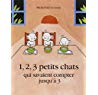 1, 2, 3 petits chats
qui savaient compter
jusqu'à 3